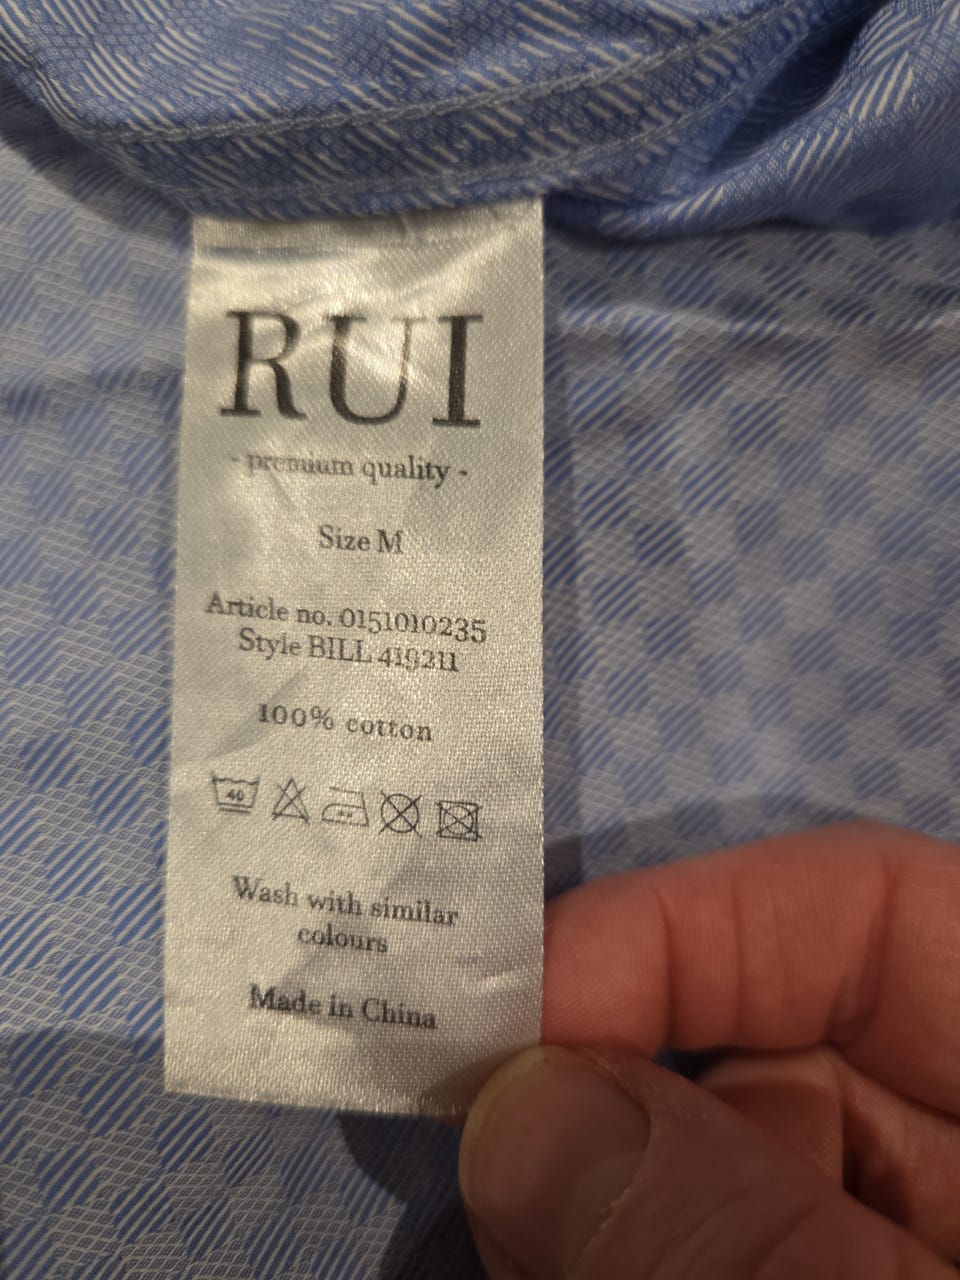 RUI
- premium quality -
Size M
Article no. 0151010235
Style BILL 419211
100% cotton
40
Wash with similar
colours
Made in China